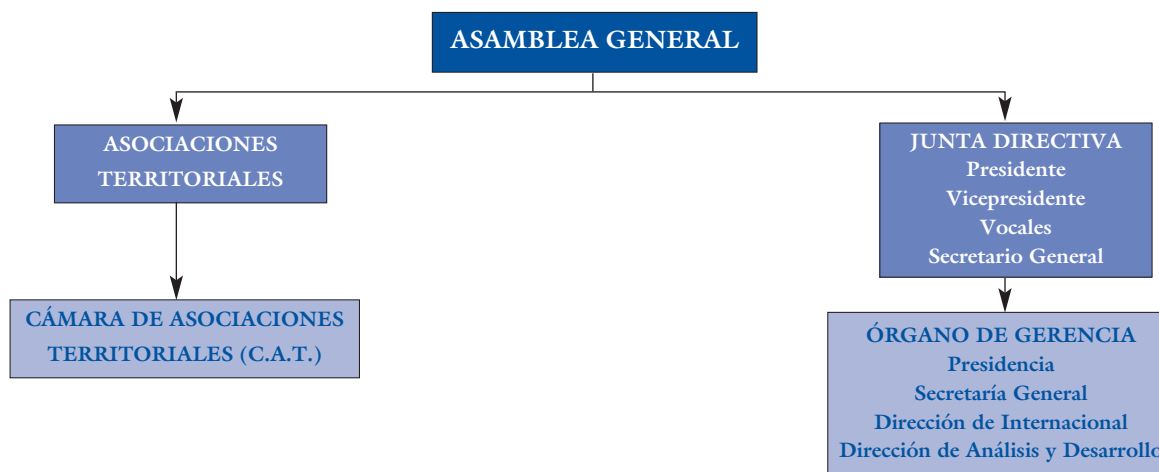 ASAMBLEA GENERAL
ASOCIACIONES
TERRITORIALES
JUNTA DIRECTIVA
Presidente
Vicepresidente
Vocales
Secretario General
CÁMARA DE ASOCIACIONES
TERRITORIALES (C.A.T.)
ÓRGANO DE GERENCIA
Presidencia
Secretaría General
Dirección de Internacional
Dirección de Análisis y Desarrollo